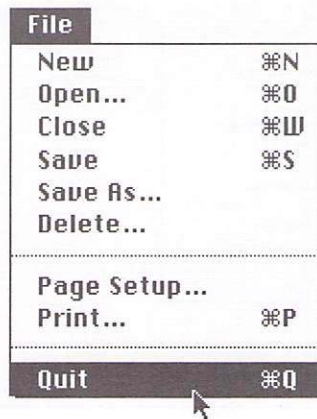 File
New ⌘N
Open... ⌘O
Close ⌘W
Save ⌘S
Save As...
Delete...
Page Setup...
Print... ⌘P
Quit ⌘Q